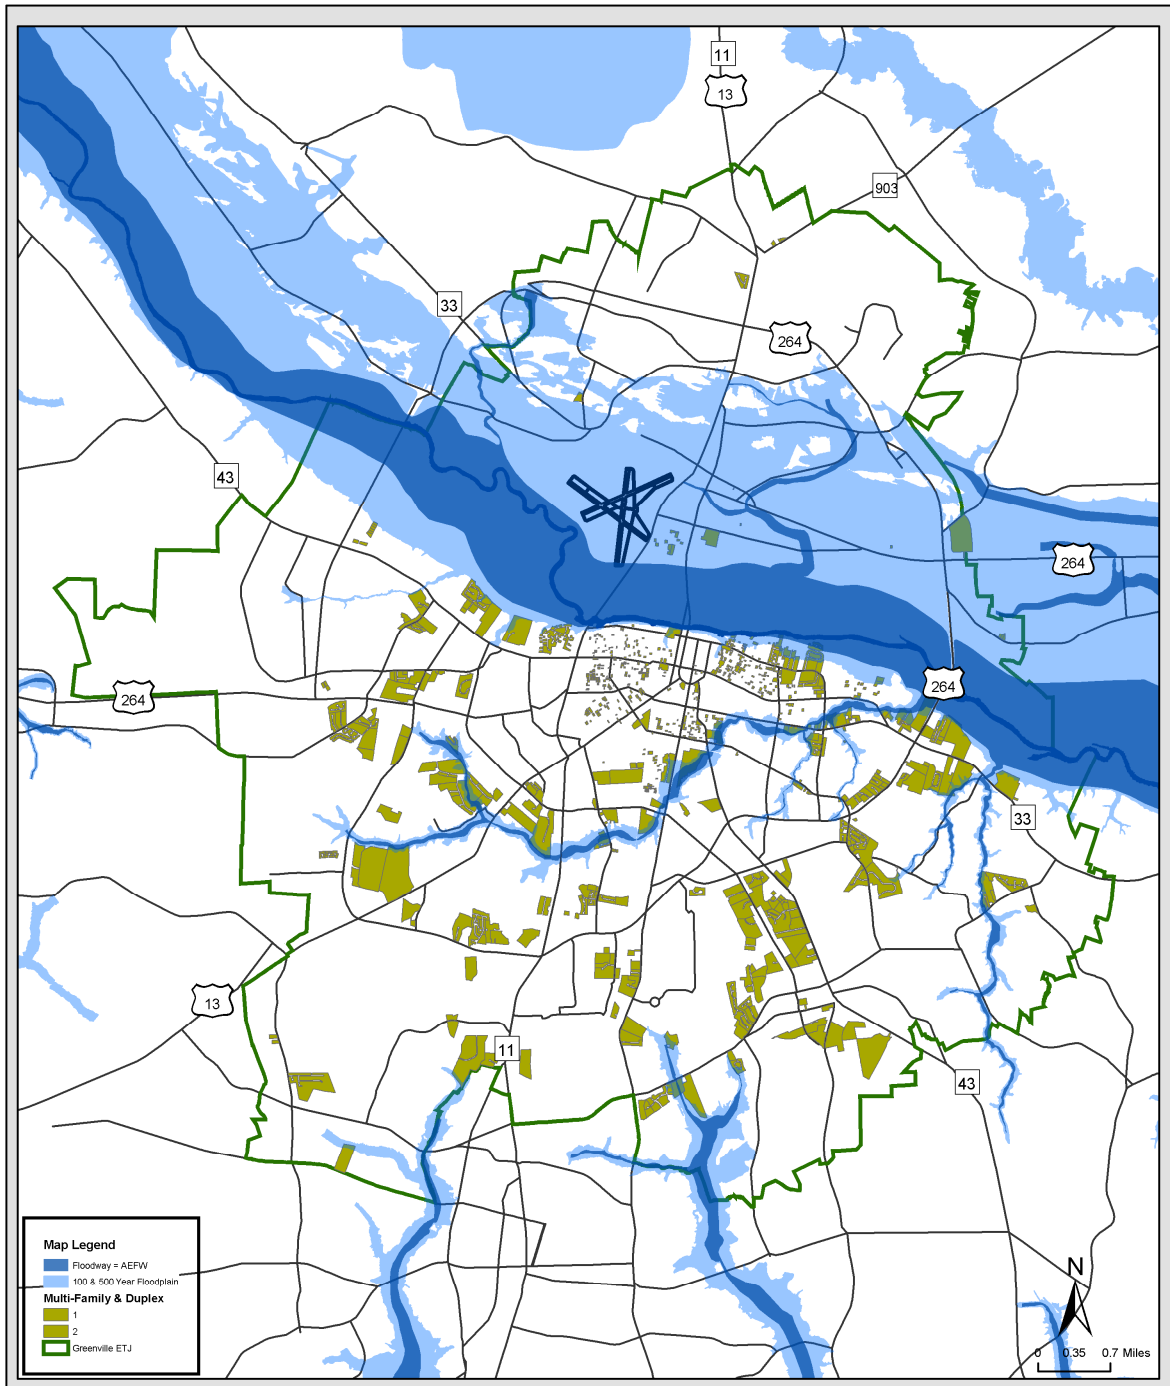 11
13
903
33
264
43
264
264
264
33
13
11
43
Map Legend
Floodway = AEFW
100 & 500 Year Floodplain
Multi-Family & Duplex
1
2
Greenville ETJ
N
0 0.35 0.7 Miles